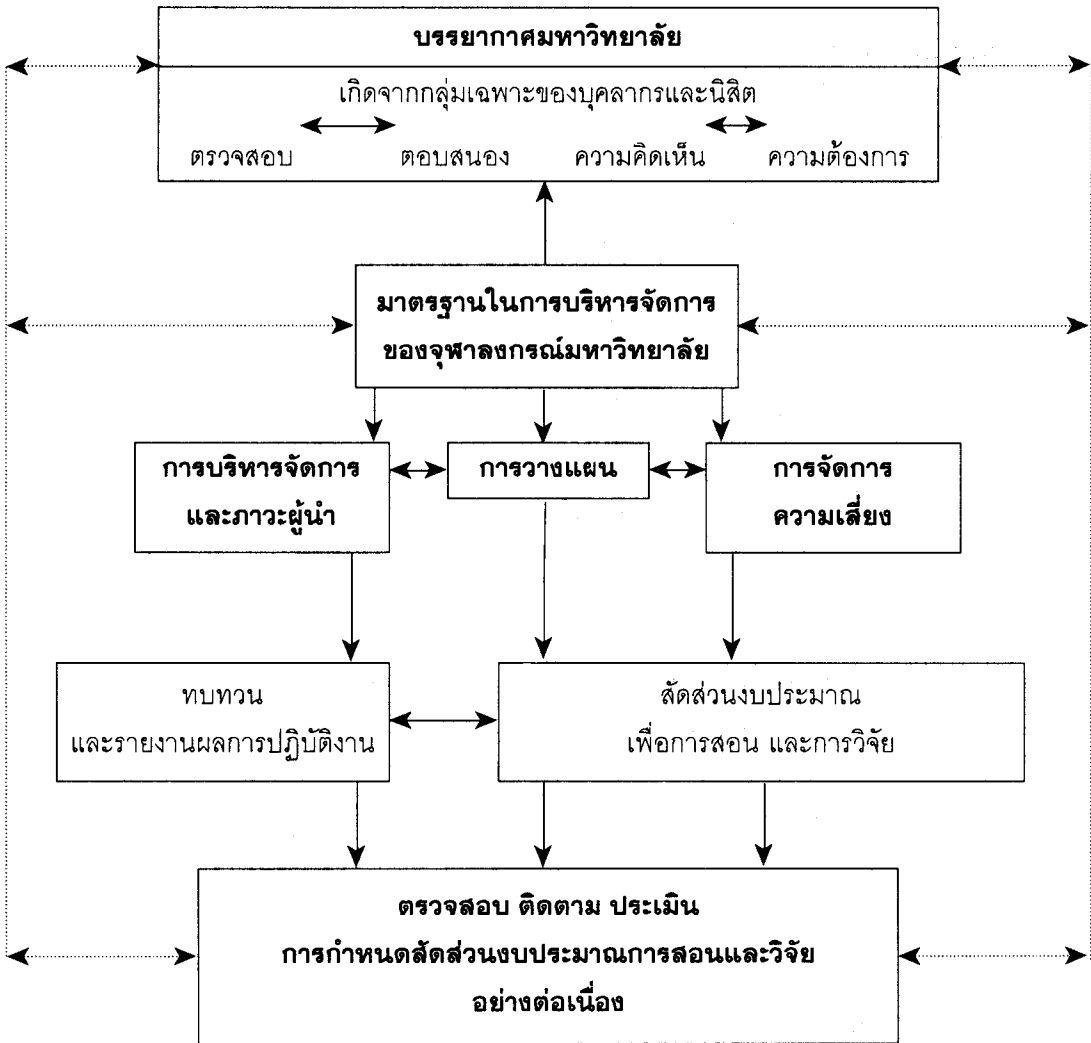 บรรยากาศมหาวิทยาลัย
เกิดจากกลุ่มเฉพาะของบุคลากรและนิสิต
ตรวจสอบ ตอบสนอง ความคิดเห็น ความต้องการ
มาตรฐานในการบริหารจัดการ
ของจุฬาลงกรณ์มหาวิทยาลัย
การบริหารจัดการ
และภาวะผู้นำ
การวางแผน
การจัดการ
ความเสี่ยง
ทบทวน
และรายงานผลการปฏิบัติงาน
สัดส่วนงบประมาณ
เพื่อการสอน และการวิจัย
ตรวจสอบ ติดตาม ประเมิน
การกำหนดสัดส่วนงบประมาณการสอนและวิจัย
อย่างต่อเนื่อง